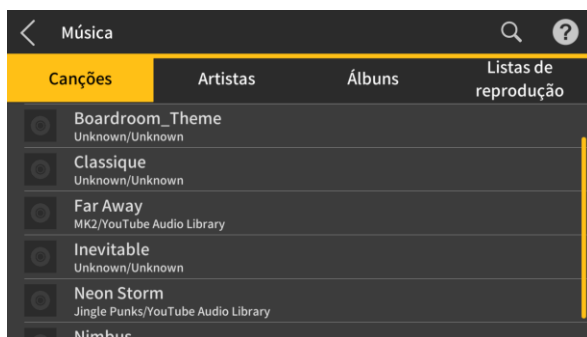 Música
?
Canções
Artistas
Álbuns
Listas de
reprodução
Boardroom_Theme
Unknown/Unknown
Classique
Unknown/Unknown
Far Away
MK2/YouTube Audio Library
Inevitable
Unknown/Unknown
Neon Storm
Jingle Punks/YouTube Audio Library
Nimbus